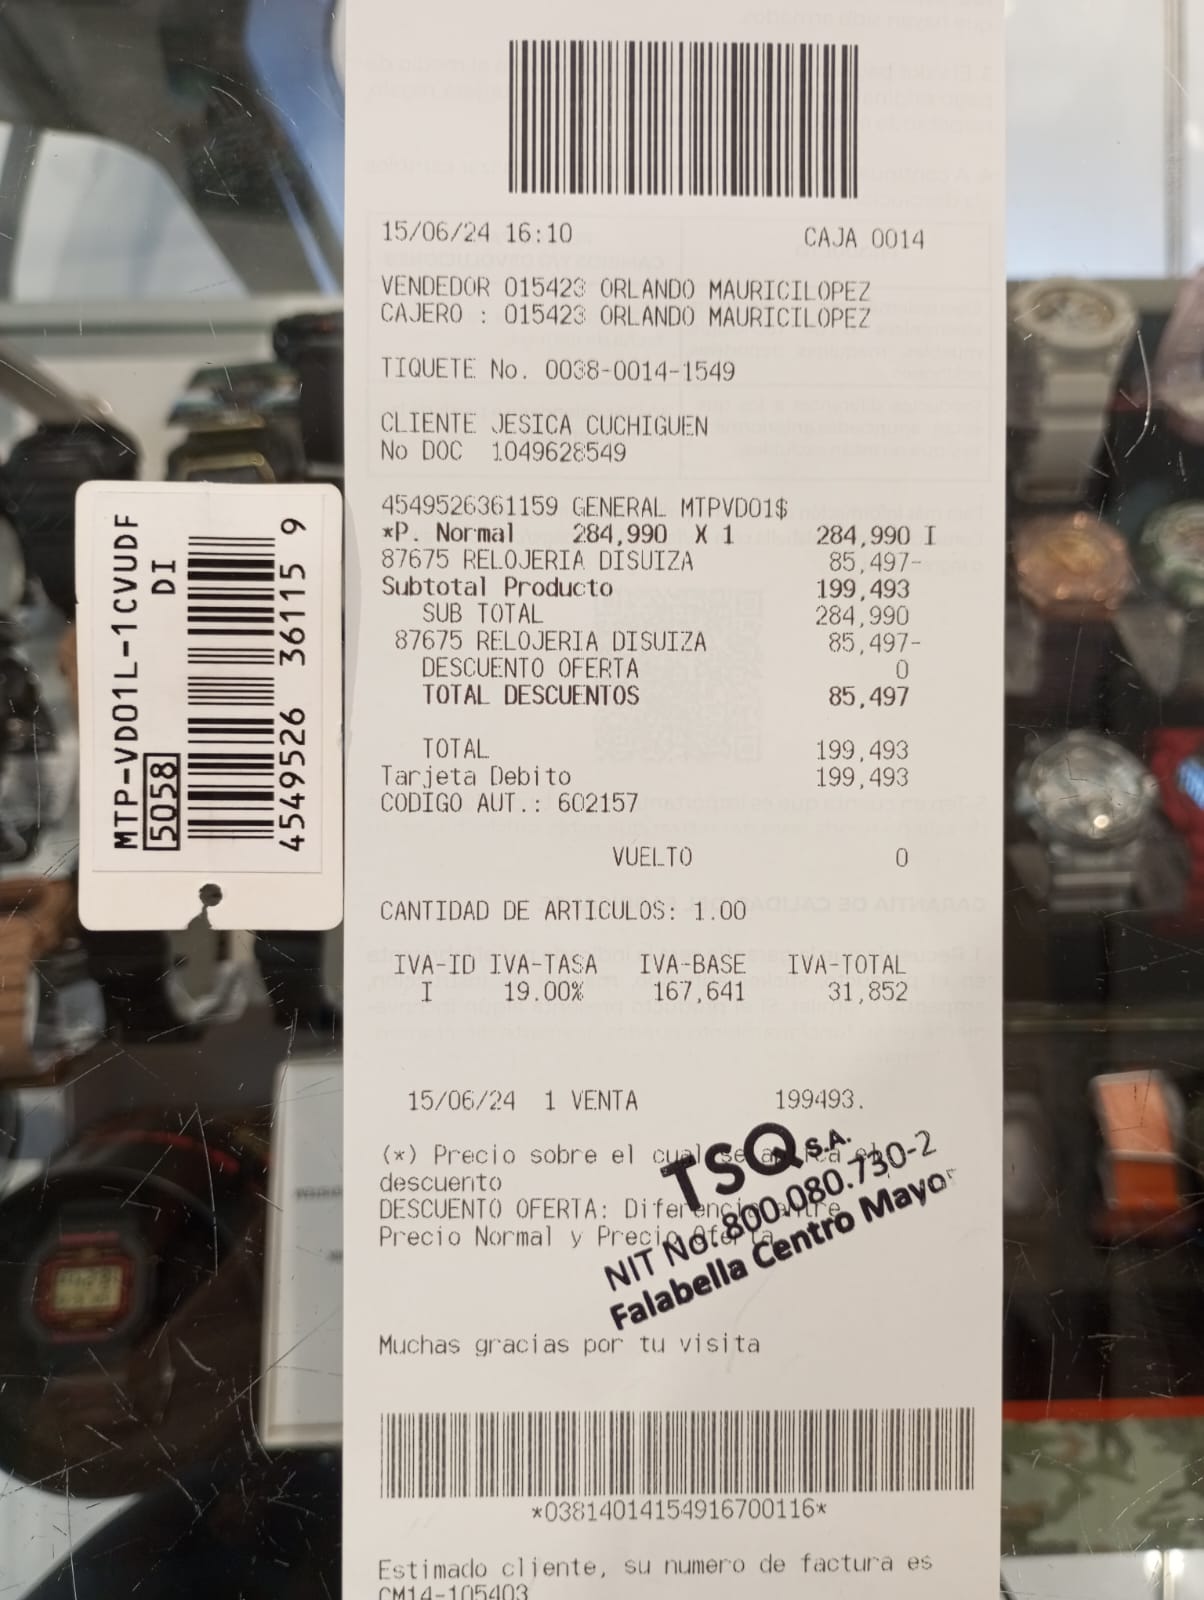 15/06/24 16:10 CAJA 0014
VENDEDOR 015423 ORLANDO MAURICILOPEZ
CAJERO : 015423 ORLANDO MAURICILOPEZ
TIQUETE No. 0038-0014-1549
CLIENTE JESICA CUCHIGUEN
No DOC 1049628549
4549526361159 GENERAL MTPVD01$
*P. Normal 284,990 X 1 284,990 I
87675 RELOJERIA DISUIZA 85,497-
Subtotal Producto 199,493
SUB TOTAL 284,990
87675 RELOJERIA DISUIZA 85,497-
DESCUENTO OFERTA 0
TOTAL DESCUENTOS 85,497
TOTAL 199,493
Tarjeta Debito 199,493
CODIGO AUT.: 602157
VUELTO 0
CANTIDAD DE ARTICULOS: 1.00
IVA-ID IVA-TASA IVA-BASE IVA-TOTAL
I 19.00% 167,641 31,852
15/06/24 1 VENTA 199493.
(*) Precio sobre el cual se aplica el
descuento
DESCUENTO OFERTA: Diferencia entre
Precio Normal y Precio Oferta
TSQ S.A.
NIT No. 800.080.730-2
Falabella Centro Mayor
Muchas gracias por tu visita
*03814014154916700116*
Estimado cliente, su numero de factura es
CM14-105403
MTP-VD01L-1CVUDF
DI
5058
4549526 36115 9